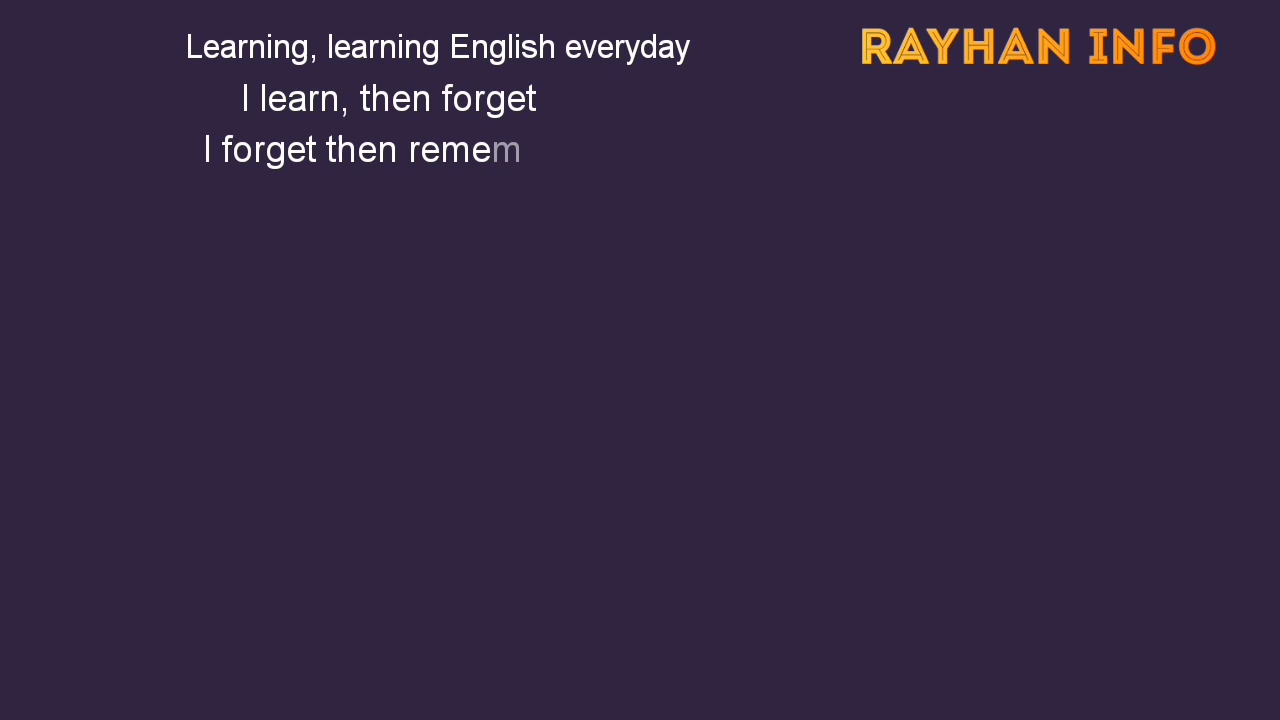 Learning, learning English everyday
RAYHAN INFO
I learn, then forget
I forget then remem